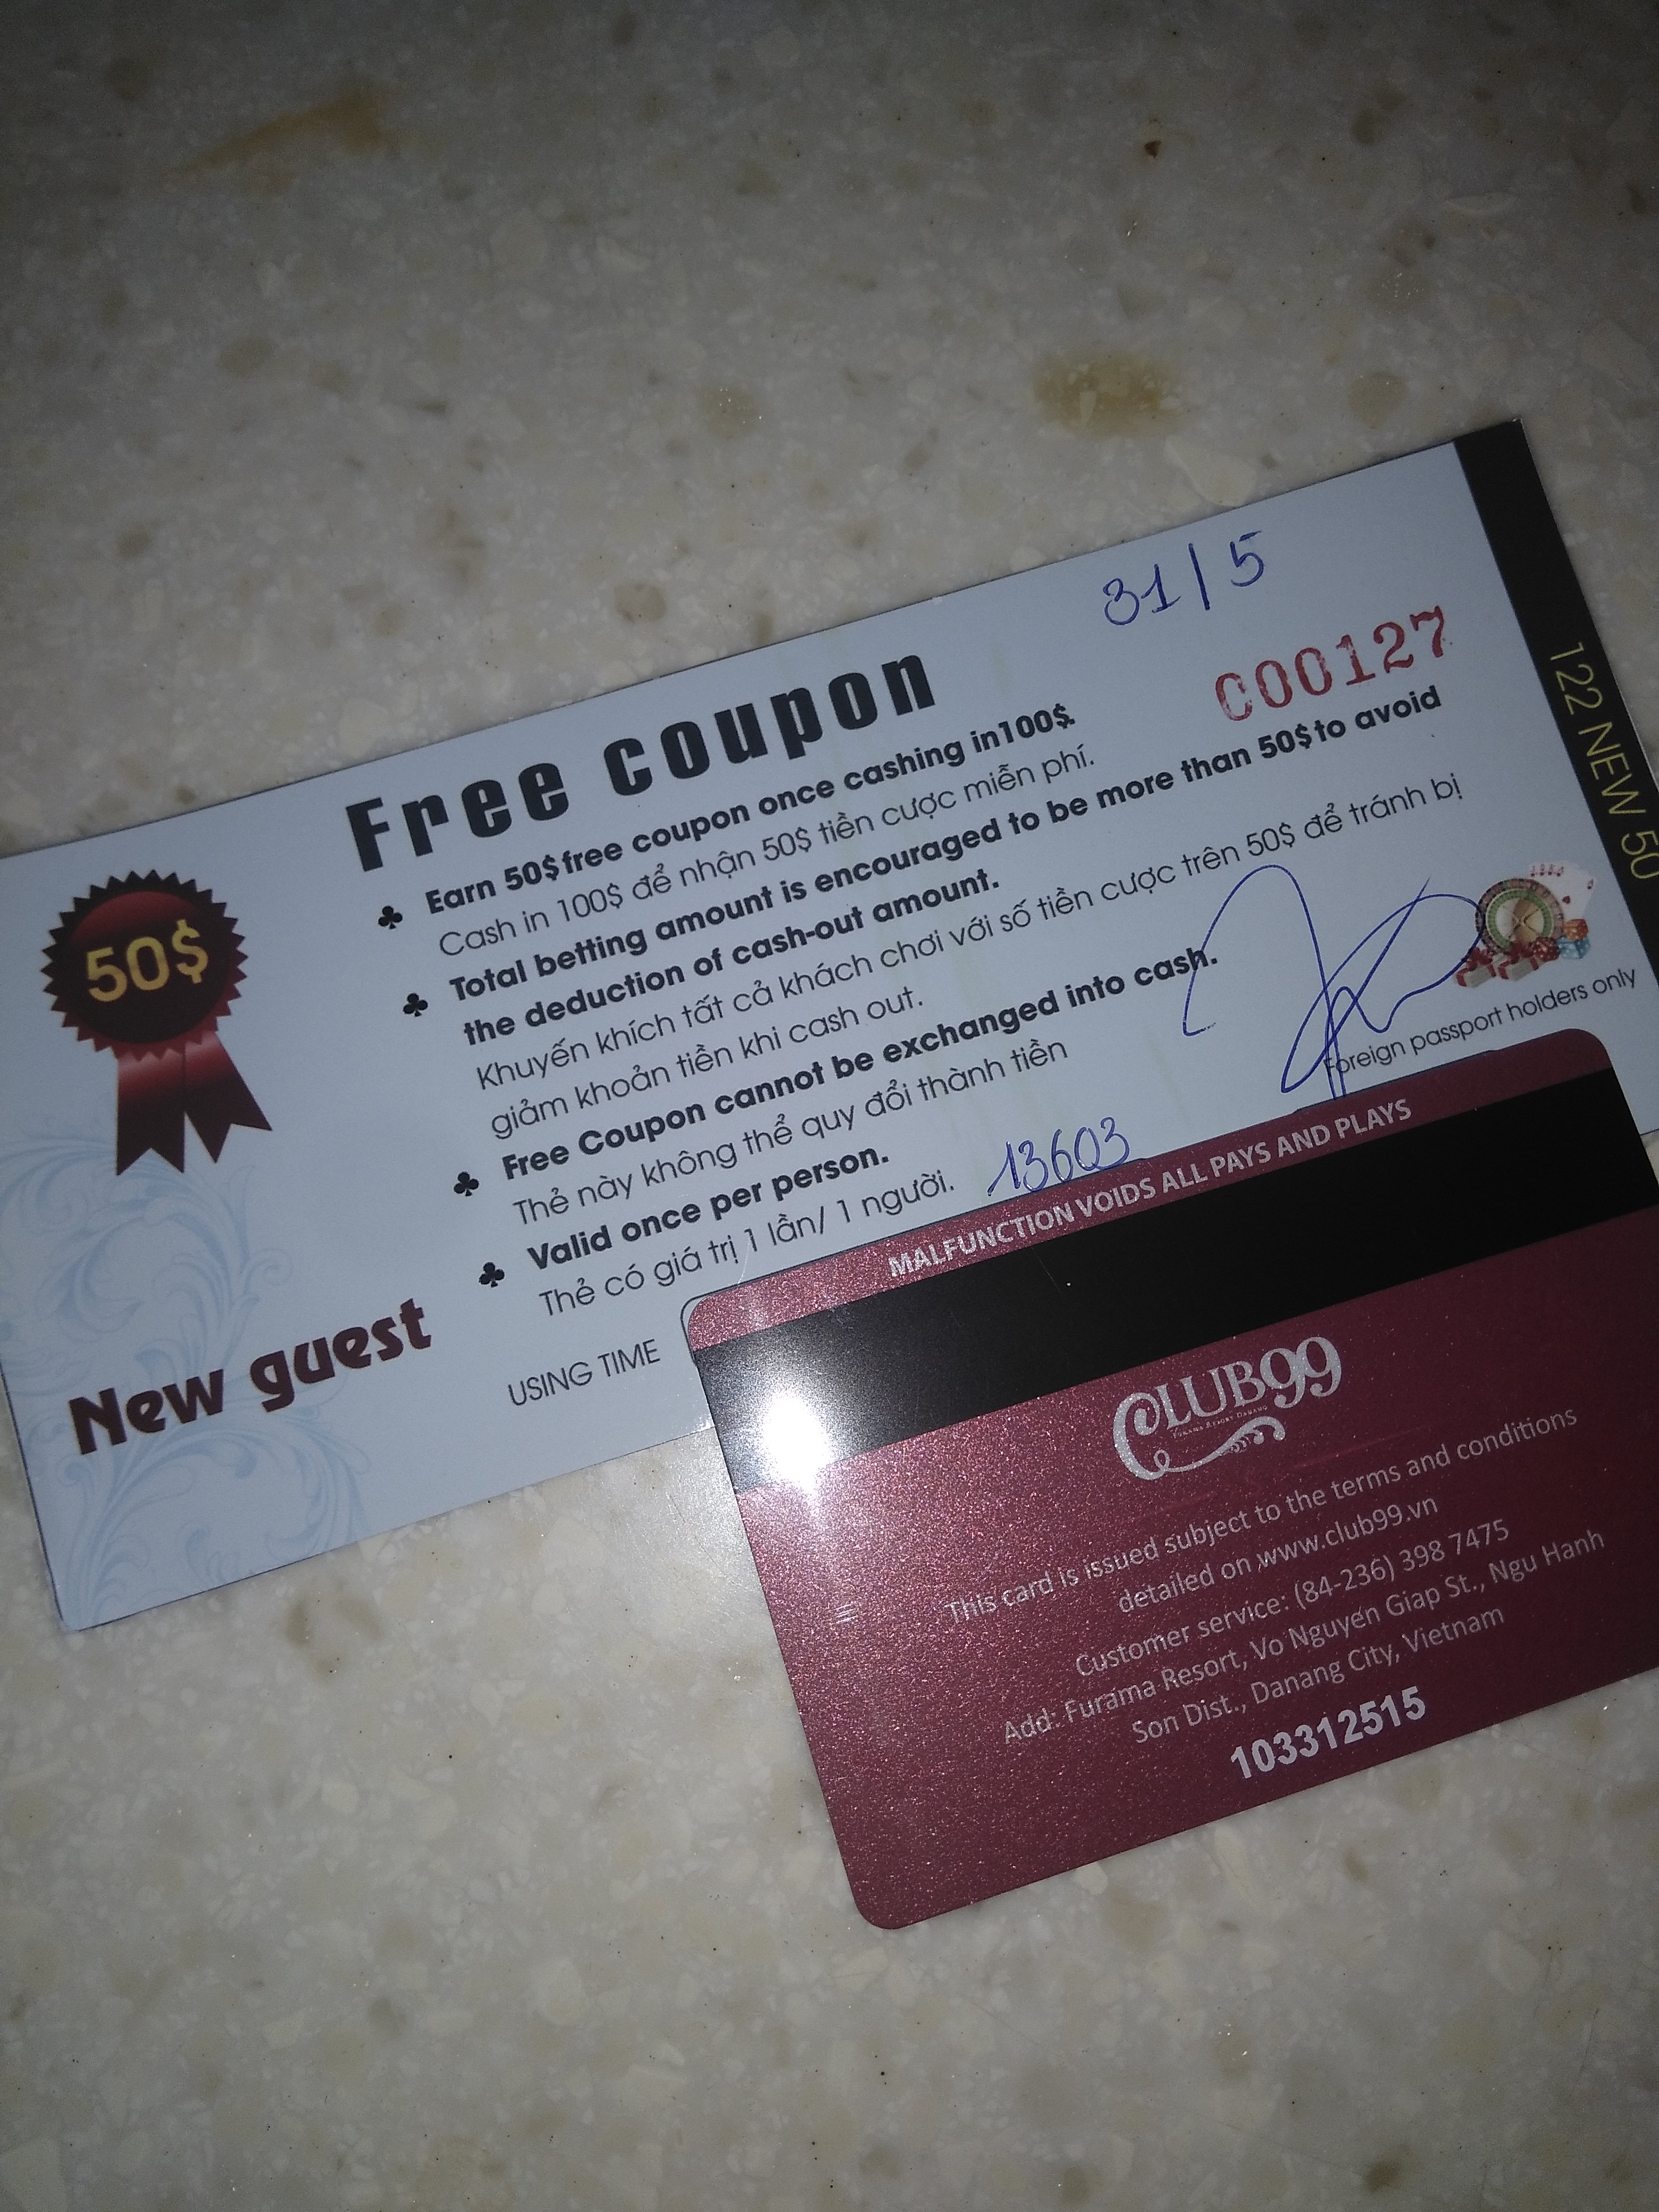 31/5
000127
122 NEW 50
50$
Free coupon
♣ Earn 50$ free coupon once cashing in100$.
Cash in 100$ để nhận 50$ tiền cược miễn phí.
♣ Total betting amount is encouraged to be more than 50$ to avoid
the deduction of cash-out amount.
Khuyến khích tất cả khách chơi với số tiền cược trên 50$ để tránh bị
giảm khoản tiền khi cash out.
♣ Free Coupon cannot be exchanged into cash.
Thẻ này không thể quy đổi thành tiền
♣ Valid once per person.
Thẻ có giá trị 1 lần/ 1 người.
13603
Foreign passport holders only
New guest
USING TIME
MALFUNCTION VOIDS ALL PAYS AND PLAYS
CLUB99
FURAMA RESORT DANANG
This card is issued subject to the terms and conditions
detailed on www.club99.vn
Customer service: (84-236) 398 7475
Add: Furama Resort, Vo Nguyen Giap St., Ngu Hanh
Son Dist., Danang City, Vietnam
103312515